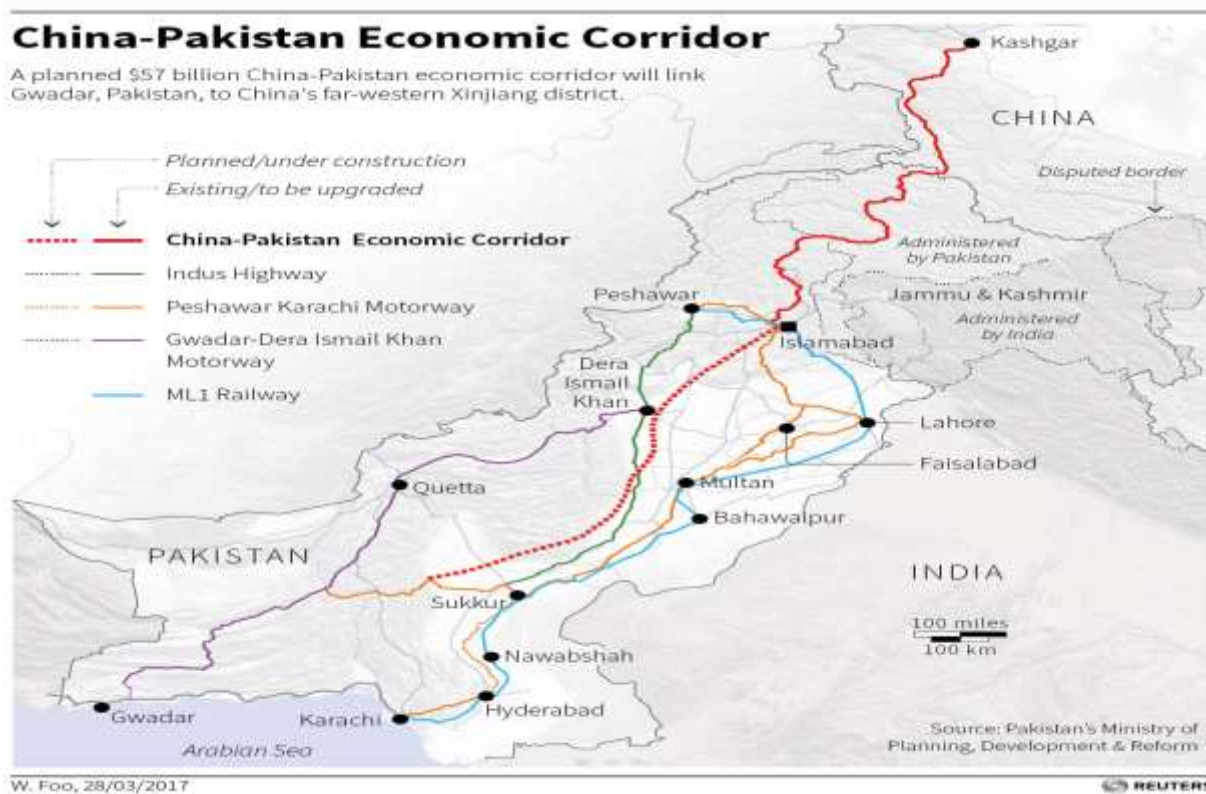 China-Pakistan Economic Corridor
A planned $57 billion China-Pakistan economic corridor will link
Gwadar, Pakistan, to China's far-western Xinjiang district.
Planned/under construction
Existing/to be upgraded
China-Pakistan Economic Corridor
Indus Highway
Peshawar Karachi Motorway
Gwadar-Dera Ismail Khan
Motorway
ML1 Railway
Kashgar
CHINA
Disputed border
Administered
by Pakistan
Jammu & Kashmir
Administered
by India
Peshawar
Islamabad
Dera
Ismail
Khan
Lahore
Faisalabad
Quetta
Multan
Bahawalpur
PAKISTAN
INDIA
Sukkur
100 miles
100 km
Nawabshah
Hyderabad
Gwadar
Karachi
Arabian Sea
Source: Pakistan's Ministry of
Planning, Development & Reform
W. Foo, 28/03/2017
REUTERS